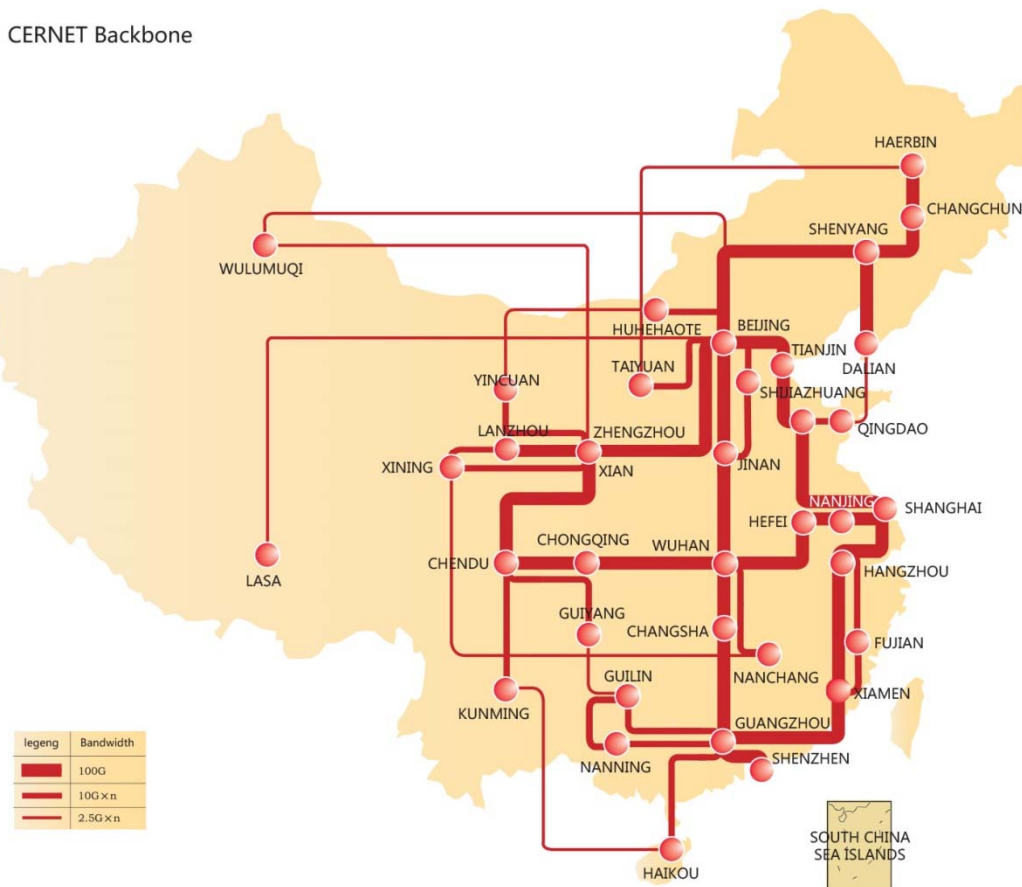 CERNET Backbone
HAERBIN
CHANGCHUN
SHENYANG
WULUMUQI
HUHEHAOTE
BEIJING
TIANJIN
DALIAN
TAIYUAN
YINCUAN
SHIJIAZHUANG
QINGDAO
LANZHOU
ZHENGZHOU
XINING
XIAN
JINAN
NANJING
SHANGHAI
HEFEI
LASA
CHENDU
CHONGQING
WUHAN
HANGZHOU
GUIYANG
CHANGSHA
FUJIAN
NANCHANG
GUILIN
XIAMEN
KUNMING
GUANGZHOU
NANNING
SHENZHEN
legeng Bandwidth
100G
10G×n
2.5G×n
SOUTH CHINA
SEA ISLANDS
HAIKOU